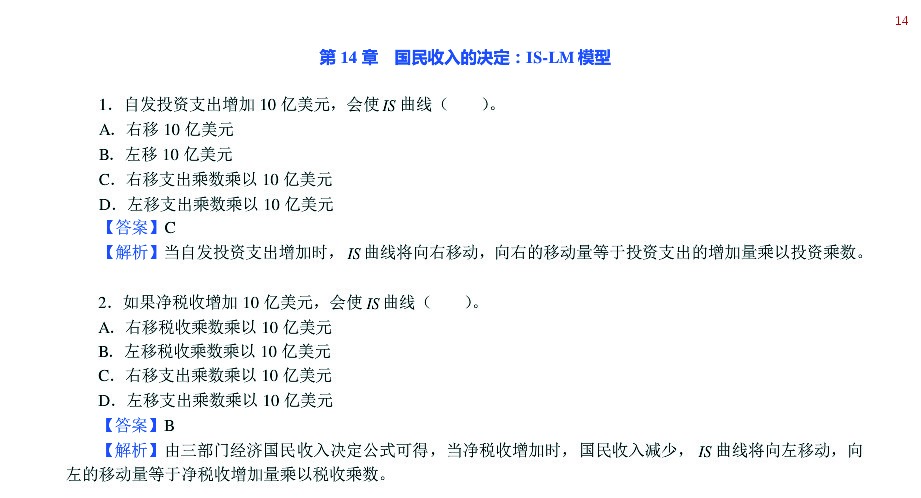 14
第 14 章 国民收入的决定：IS-LM 模型
1．自发投资支出增加 10 亿美元，会使 IS 曲线（ ）。
A．右移 10 亿美元
B．左移 10 亿美元
C．右移支出乘数乘以 10 亿美元
D．左移支出乘数乘以 10 亿美元
【答案】C
【解析】当自发投资支出增加时， IS 曲线将向右移动，向右的移动量等于投资支出的增加量乘以投资乘数。
2．如果净税收增加 10 亿美元，会使 IS 曲线（ ）。
A．右移税收乘数乘以 10 亿美元
B．左移税收乘数乘以 10 亿美元
C．右移支出乘数乘以 10 亿美元
D．左移支出乘数乘以 10 亿美元
【答案】B
【解析】由三部门经济国民收入决定公式可得，当净税收增加时，国民收入减少， IS 曲线将向左移动，向
左的移动量等于净税收增加量乘以税收乘数。